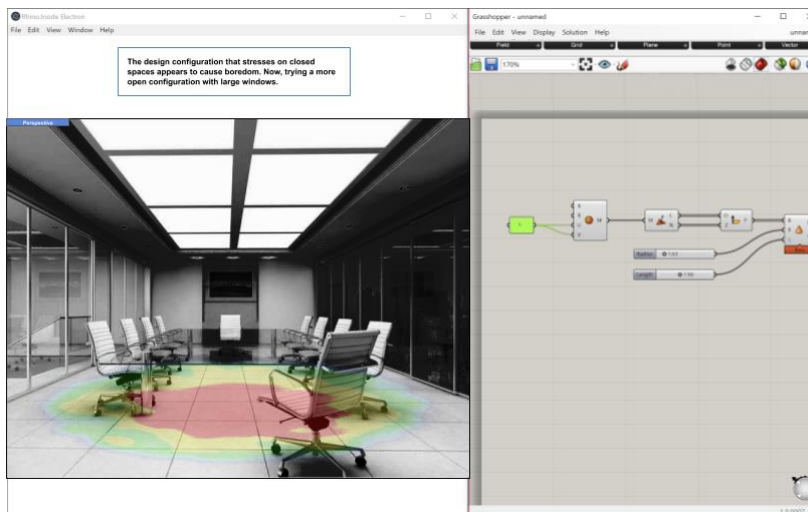 Rhino.Inside Electron
File Edit View Window Help
The design configuration that stresses on closed
spaces appears to cause boredom. Now, trying a more
open configuration with large windows.
Perspective
Grasshopper - unnamed
File Edit View Display Solution Help
unnam
Field Grid Plane Point Vector
170%
Radius
Length